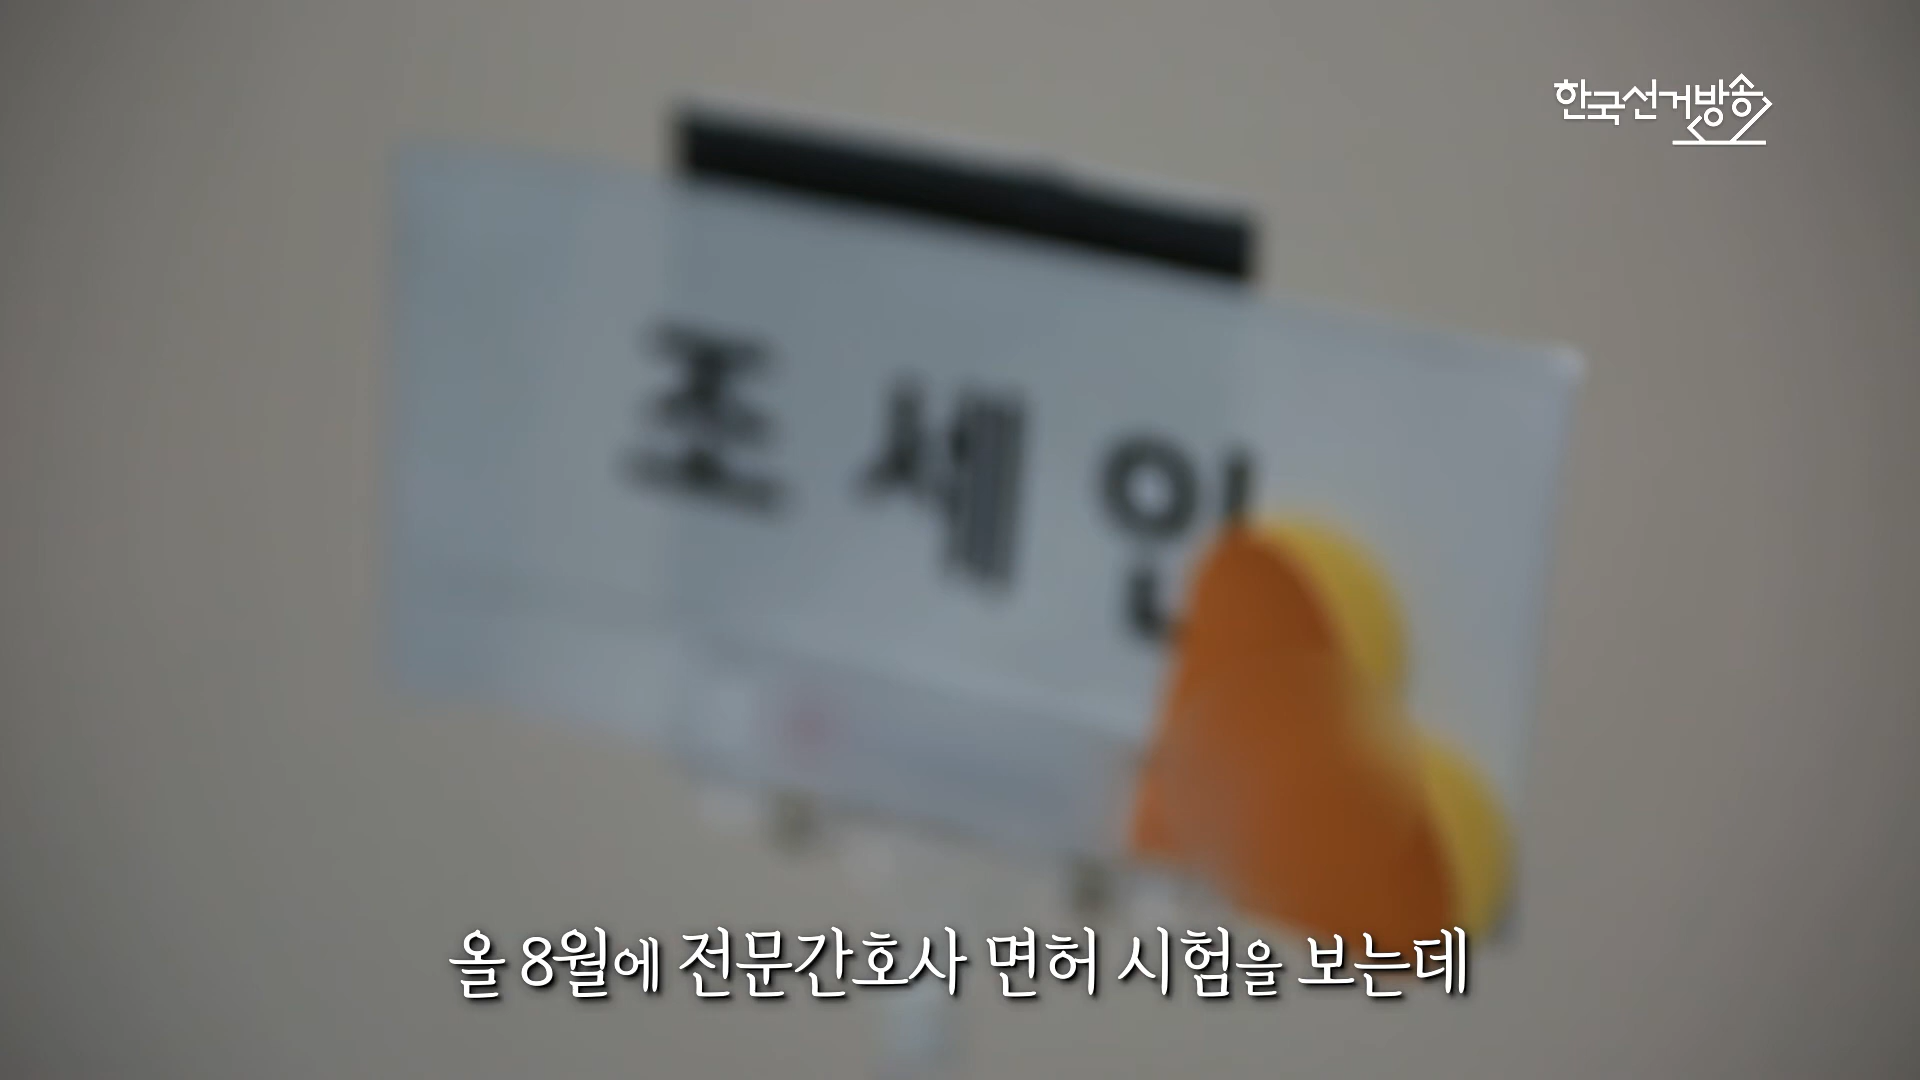 한국선거방송
조세인
올 8월에 전문간호사 면허 시험을 보는데